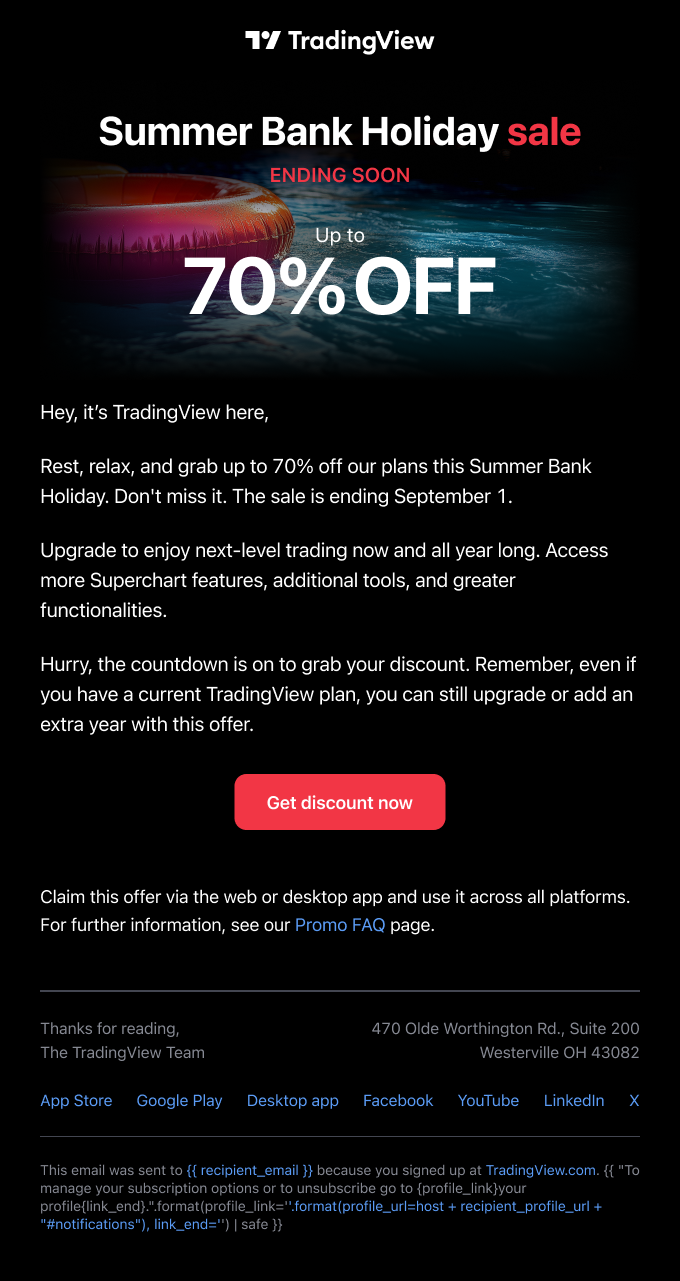 TradingView
Summer Bank Holiday sale
ENDING SOON
Up to
70% OFF
Hey, it’s TradingView here,
Rest, relax, and grab up to 70% off our plans this Summer Bank
Holiday. Don't miss it. The sale is ending September 1.
Upgrade to enjoy next-level trading now and all year long. Access
more Superchart features, additional tools, and greater
functionalities.
Hurry, the countdown is on to grab your discount. Remember, even if
you have a current TradingView plan, you can still upgrade or add an
extra year with this offer.
Get discount now
Claim this offer via the web or desktop app and use it across all platforms.
For further information, see our Promo FAQ page.
Thanks for reading,
The TradingView Team
470 Olde Worthington Rd., Suite 200
Westerville OH 43082
App Store Google Play Desktop app Facebook YouTube LinkedIn X
This email was sent to {{ recipient_email }} because you signed up at TradingView.com. {{ "To
manage your subscription options or to unsubscribe go to {profile_link}your
profile{link_end}.".format(profile_link=''.format(profile_url=host + recipient_profile_url +
"#notifications"), link_end='') | safe }}